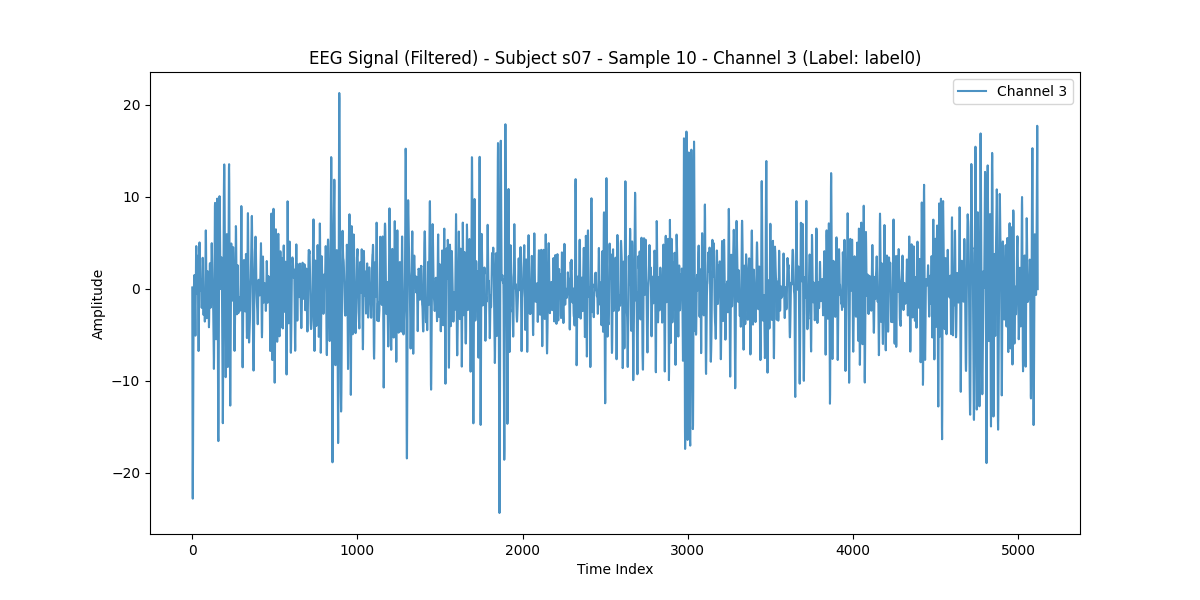 EEG Signal (Filtered) - Subject s07 - Sample 10 - Channel 3 (Label: label0)
Channel 3
20
10
0
−10
−20
Amplitude
0 1000 2000 3000 4000 5000
Time Index